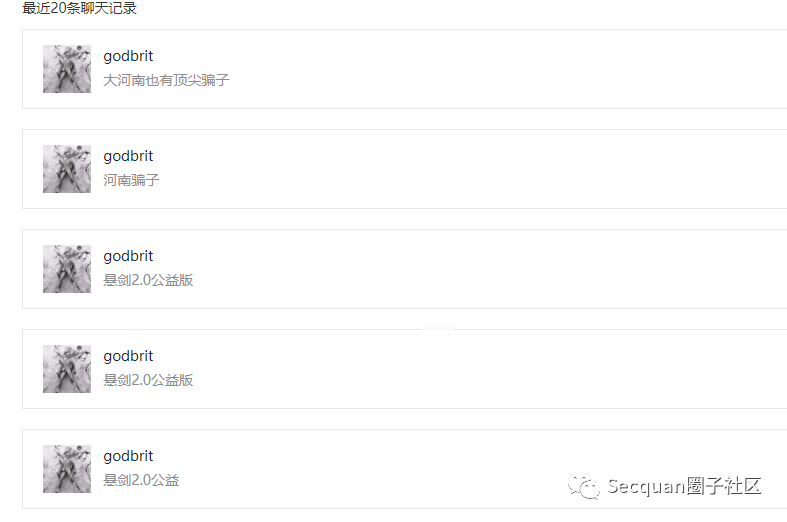 最近20条聊天记录
godbrit
大河南也有顶尖骗子
godbrit
河南骗子
godbrit
悬剑2.0公益版
godbrit
悬剑2.0公益版
godbrit
悬剑2.0公益
Secquan圈子社区